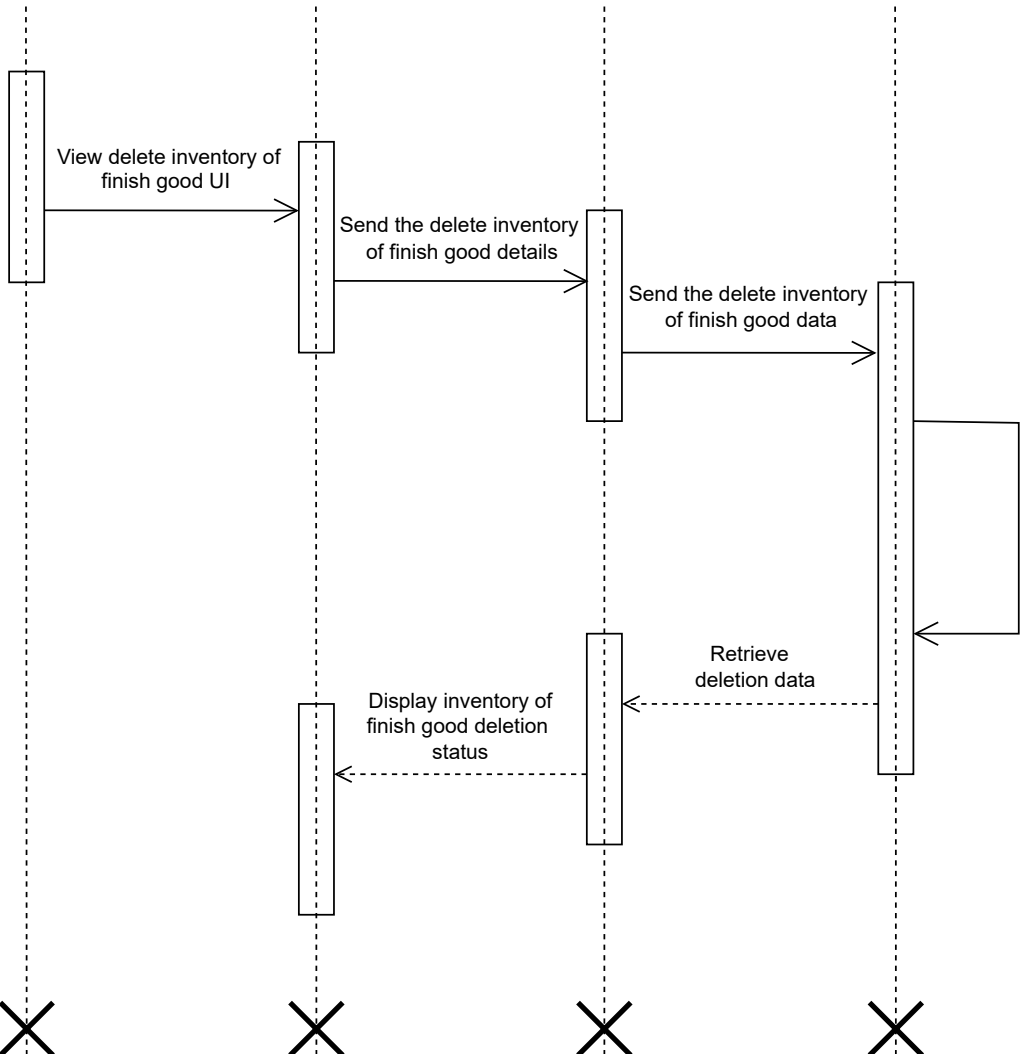 View delete inventory of
finish good UI
Send the delete inventory
of finish good details
Send the delete inventory
of finish good data
Retrieve
deletion data
Display inventory of
finish good deletion
status